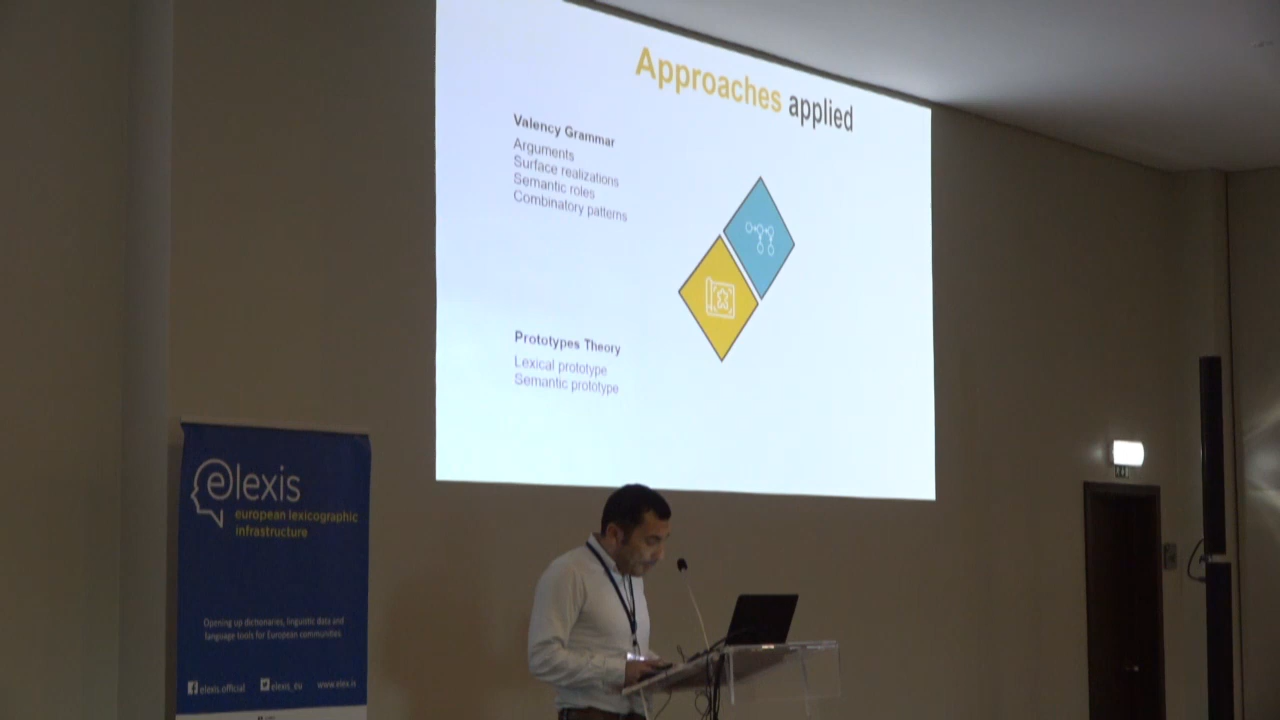 Approaches applied
Valency Grammar
Arguments
Surface realizations
Semantic roles
Combinatory patterns
Prototypes Theory
Lexical prototype
Semantic prototype
elexis
european lexicographic
infrastructure
Opening up dictionaries, linguistic data and
language tools for European communities.
elexis.official elexis_eu www.elex.is